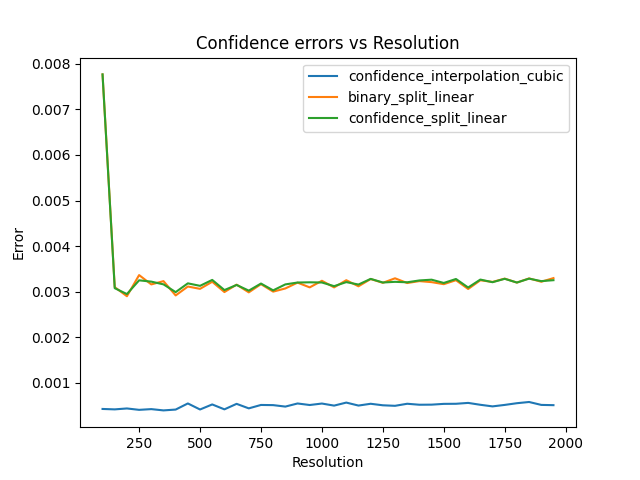 Confidence errors vs Resolution
confidence_interpolation_cubic
binary_split_linear
confidence_split_linear
0.008
0.007
0.006
0.005
0.004
0.003
0.002
0.001
Error
250 500 750 1000 1250 1500 1750 2000
Resolution